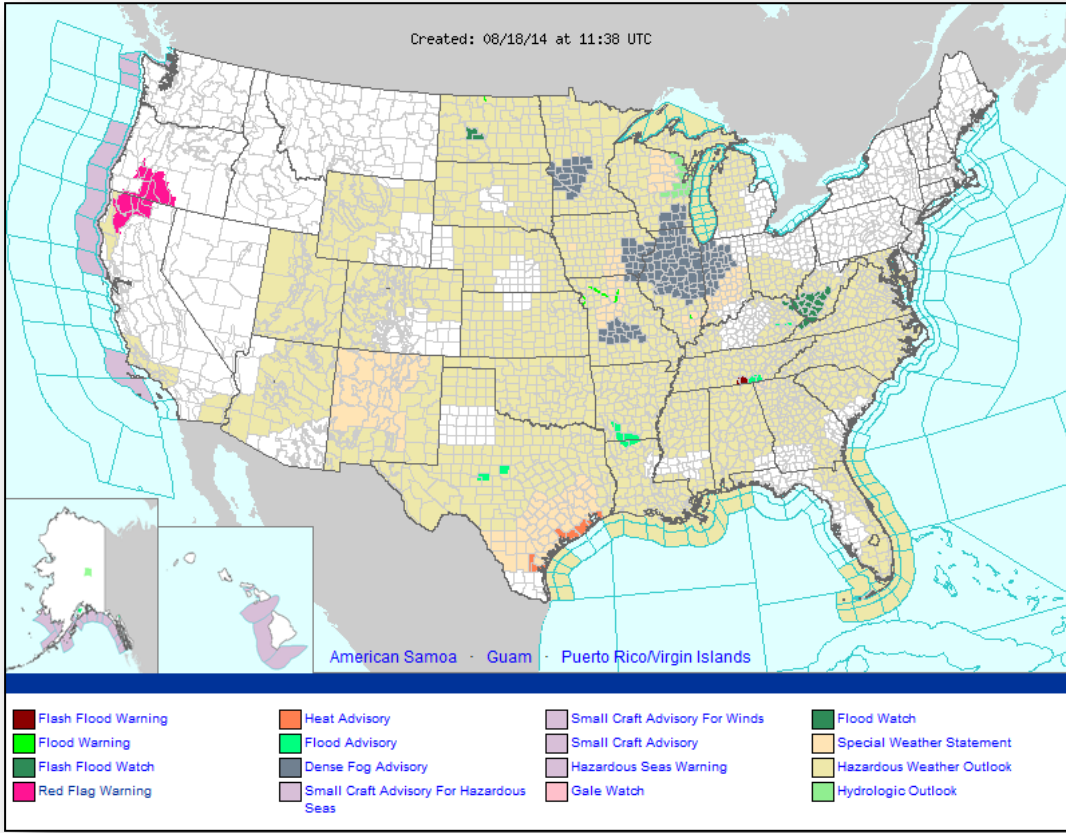 Created: 08/18/14 at 11:38 UTC
American Samoa · Guam · Puerto Rico/Virgin Islands
Flash Flood Warning
Flood Warning
Flash Flood Watch
Red Flag Warning
Heat Advisory
Flood Advisory
Dense Fog Advisory
Small Craft Advisory For Hazardous
Seas
Small Craft Advisory For Winds
Small Craft Advisory
Hazardous Seas Warning
Gale Watch
Flood Watch
Special Weather Statement
Hazardous Weather Outlook
Hydrologic Outlook